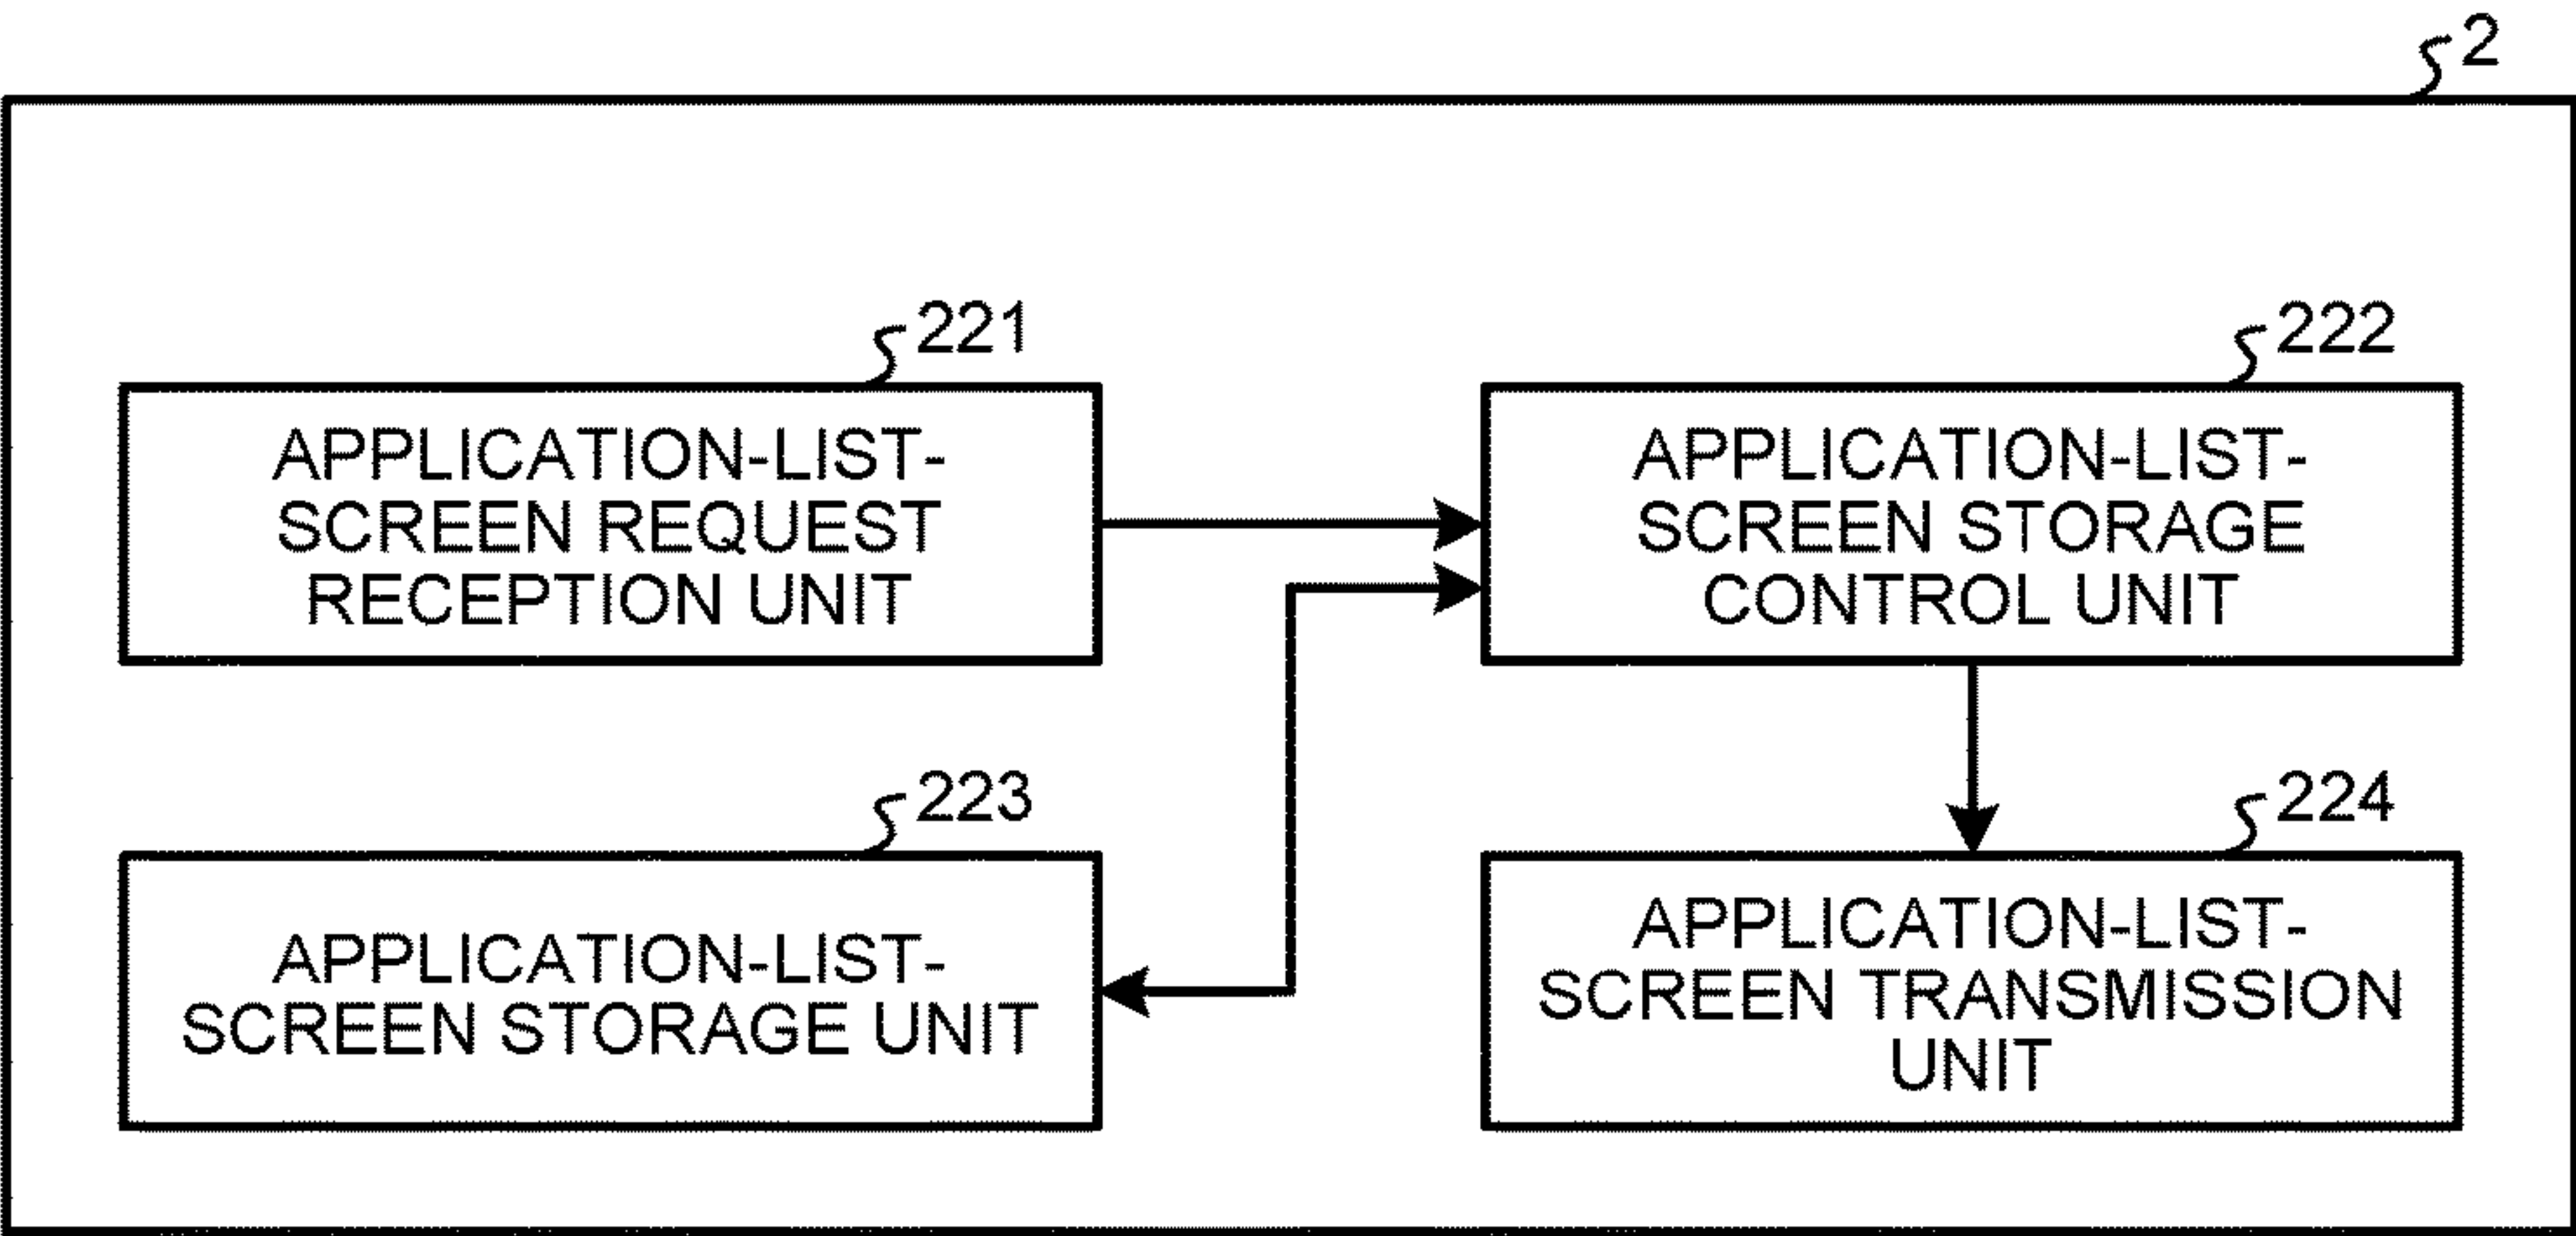 2
221
APPLICATION-LIST-
SCREEN REQUEST
RECEPTION UNIT
222
APPLICATION-LIST-
SCREEN STORAGE
CONTROL UNIT
223
APPLICATION-LIST-
SCREEN STORAGE UNIT
224
APPLICATION-LIST-
SCREEN TRANSMISSION
UNIT